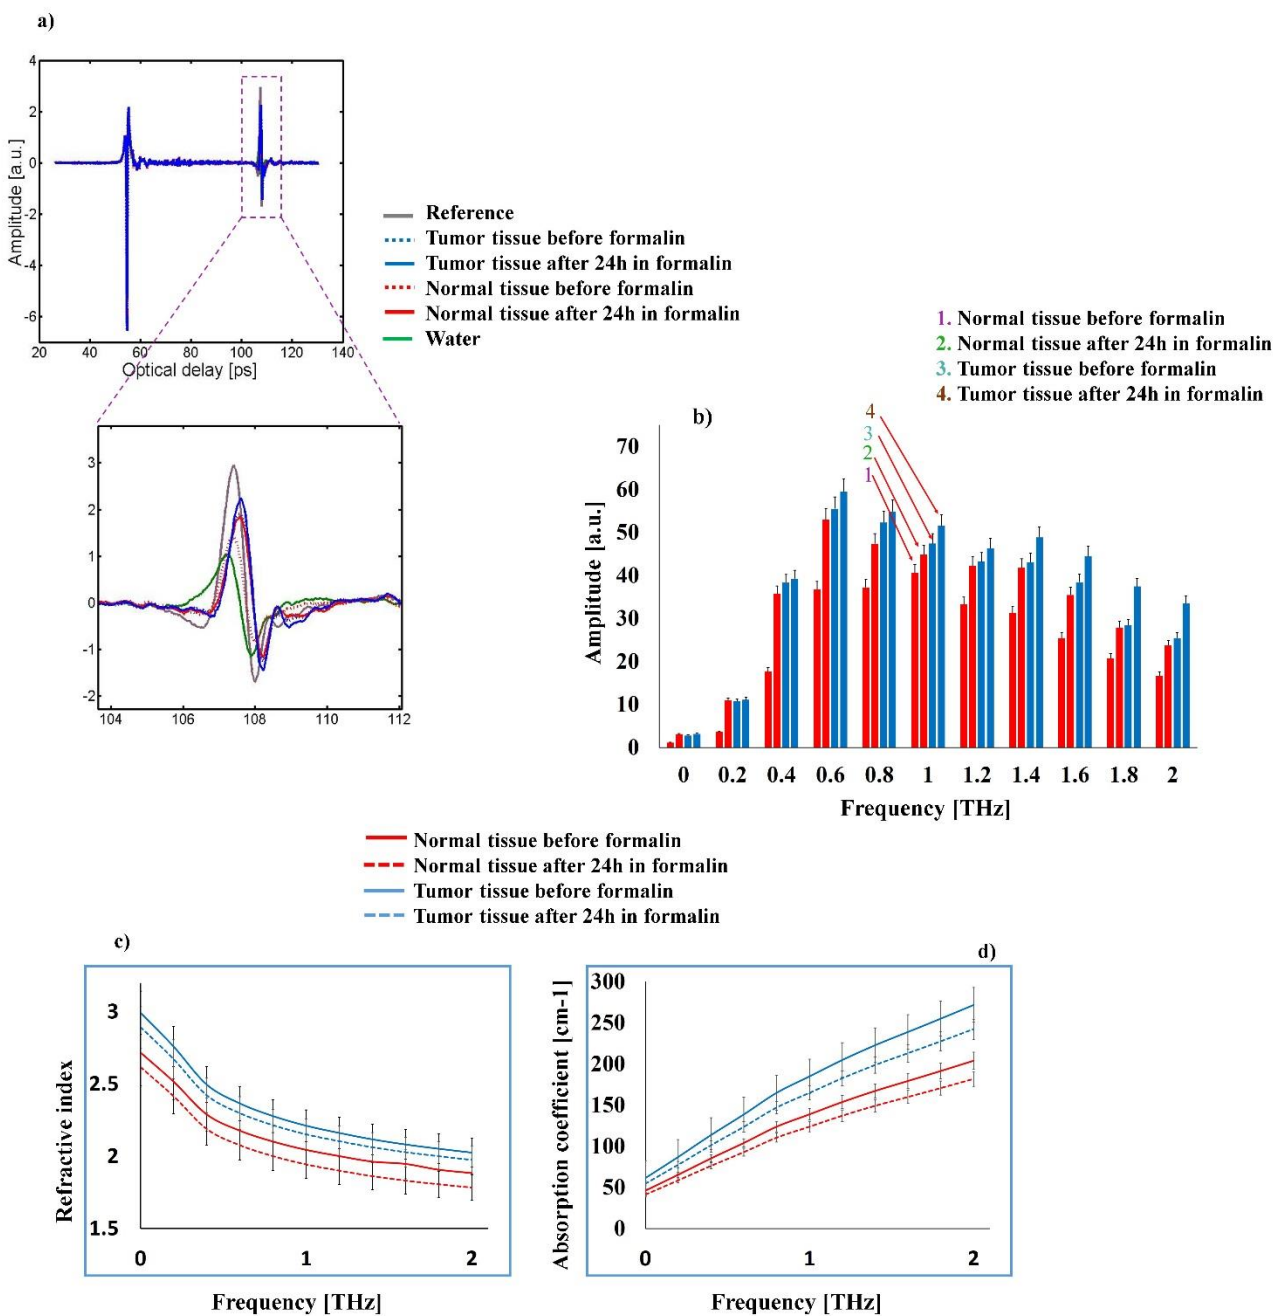 a)
4
2
0
-2
-4
-6
Amplitude [a.u.]
20 40 60 80 100 120 140
Optical delay [ps]
Reference
Tumor tissue before formalin
Tumor tissue after 24h in formalin
Normal tissue before formalin
Normal tissue after 24h in formalin
Water
3
2
1
0
-1
-2
104 106 108 110 112
1. Normal tissue before formalin
2. Normal tissue after 24h in formalin
3. Tumor tissue before formalin
4. Tumor tissue after 24h in formalin
b)
4
3
2
1
70
60
50
40
30
20
10
0
Amplitude [a.u.]
0 0.2 0.4 0.6 0.8 1 1.2 1.4 1.6 1.8 2
Frequency [THz]
Normal tissue before formalin
Normal tissue after 24h in formalin
Tumor tissue before formalin
Tumor tissue after 24h in formalin
c)
3
2.5
2
1.5
Refractive index
0 1 2
Frequency [THz]
d)
300
250
200
150
100
50
0
Absorption coefficient [cm-1]
0 1 2
Frequency [THz]